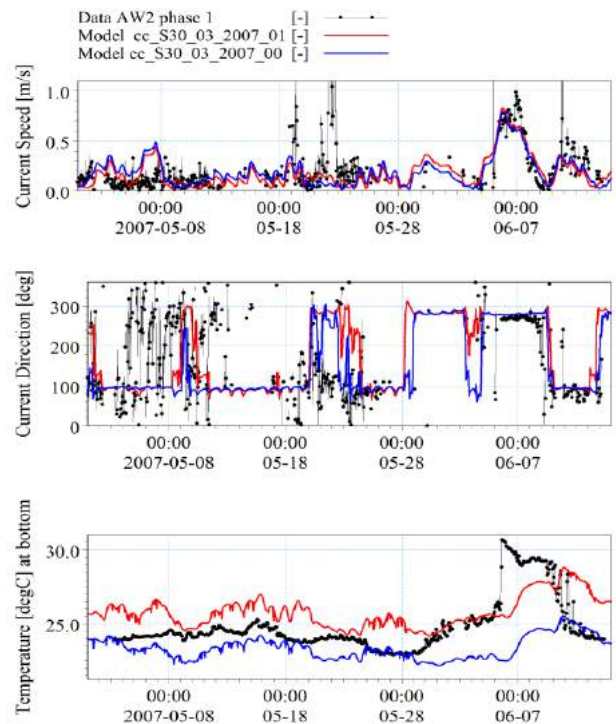 Data AW2 phase 1 [-]
Model cc_S30_03_2007_01 [-]
Model cc_S30_03_2007_00 [-]
Current Speed [m/s]
1.0
0.5
0.0
00:00 00:00 00:00 00:00
2007-05-08 05-18 05-28 06-07
Current Direction [deg]
300
200
100
0
00:00 00:00 00:00 00:00
2007-05-08 05-18 05-28 06-07
Temperature [degC] at bottom
30.0
25.0
00:00 00:00 00:00 00:00
2007-05-08 05-18 05-28 06-07